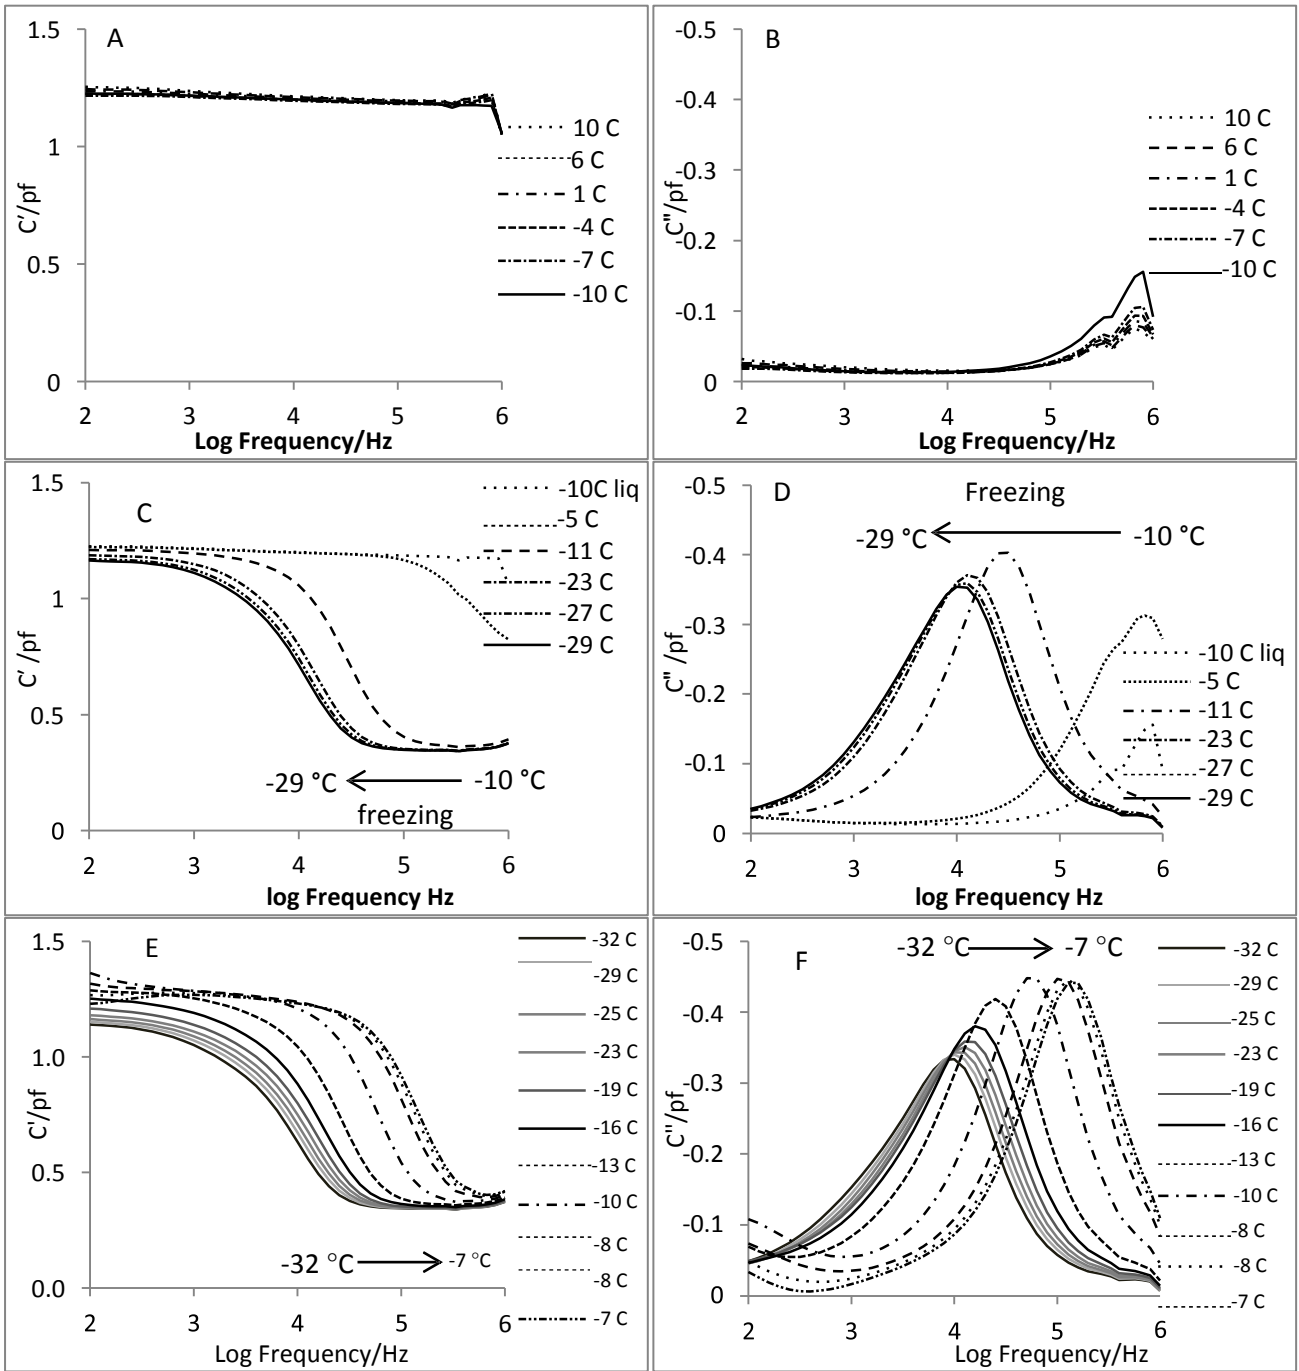 A
1.5
1
0.5
0
C'/pf
2 3 4 5 6
Log Frequency/Hz
10 C
6 C
1 C
-4 C
-7 C
-10 C
B
-0.5
-0.4
-0.3
-0.2
-0.1
0
C"/pf
2 3 4 5 6
Log Frequency/Hz
10 C
6 C
1 C
-4 C
-7 C
-10 C
C
1.5
1
0.5
0
C' /pf
2 3 4 5 6
log Frequency Hz
-10C liq
-5 C
-11 C
-23 C
-27 C
-29 C
-29 °C -10 °C
freezing
D
Freezing
-29 °C -10 °C
-0.5
-0.4
-0.3
-0.2
-0.1
0
C" /pf
2 3 4 5 6
log Frequency/Hz
-10 C liq
-5 C
-11 C
-23 C
-27 C
-29 C
E
1.5
1.0
0.5
0.0
C'/pf
2 3 4 5 6
Log Frequency/Hz
-32 °C -7 °C
-32 C
-29 C
-25 C
-23 C
-19 C
-16 C
-13 C
-10 C
-8 C
-8 C
-7 C
F
-32 °C -7 °C
-0.5
-0.4
-0.3
-0.2
-0.1
0
C"/pf
2 3 4 5 6
Log Frequency/Hz
-32 C
-29 C
-25 C
-23 C
-19 C
-16 C
-13 C
-10 C
-8 C
-8 C
-7 C